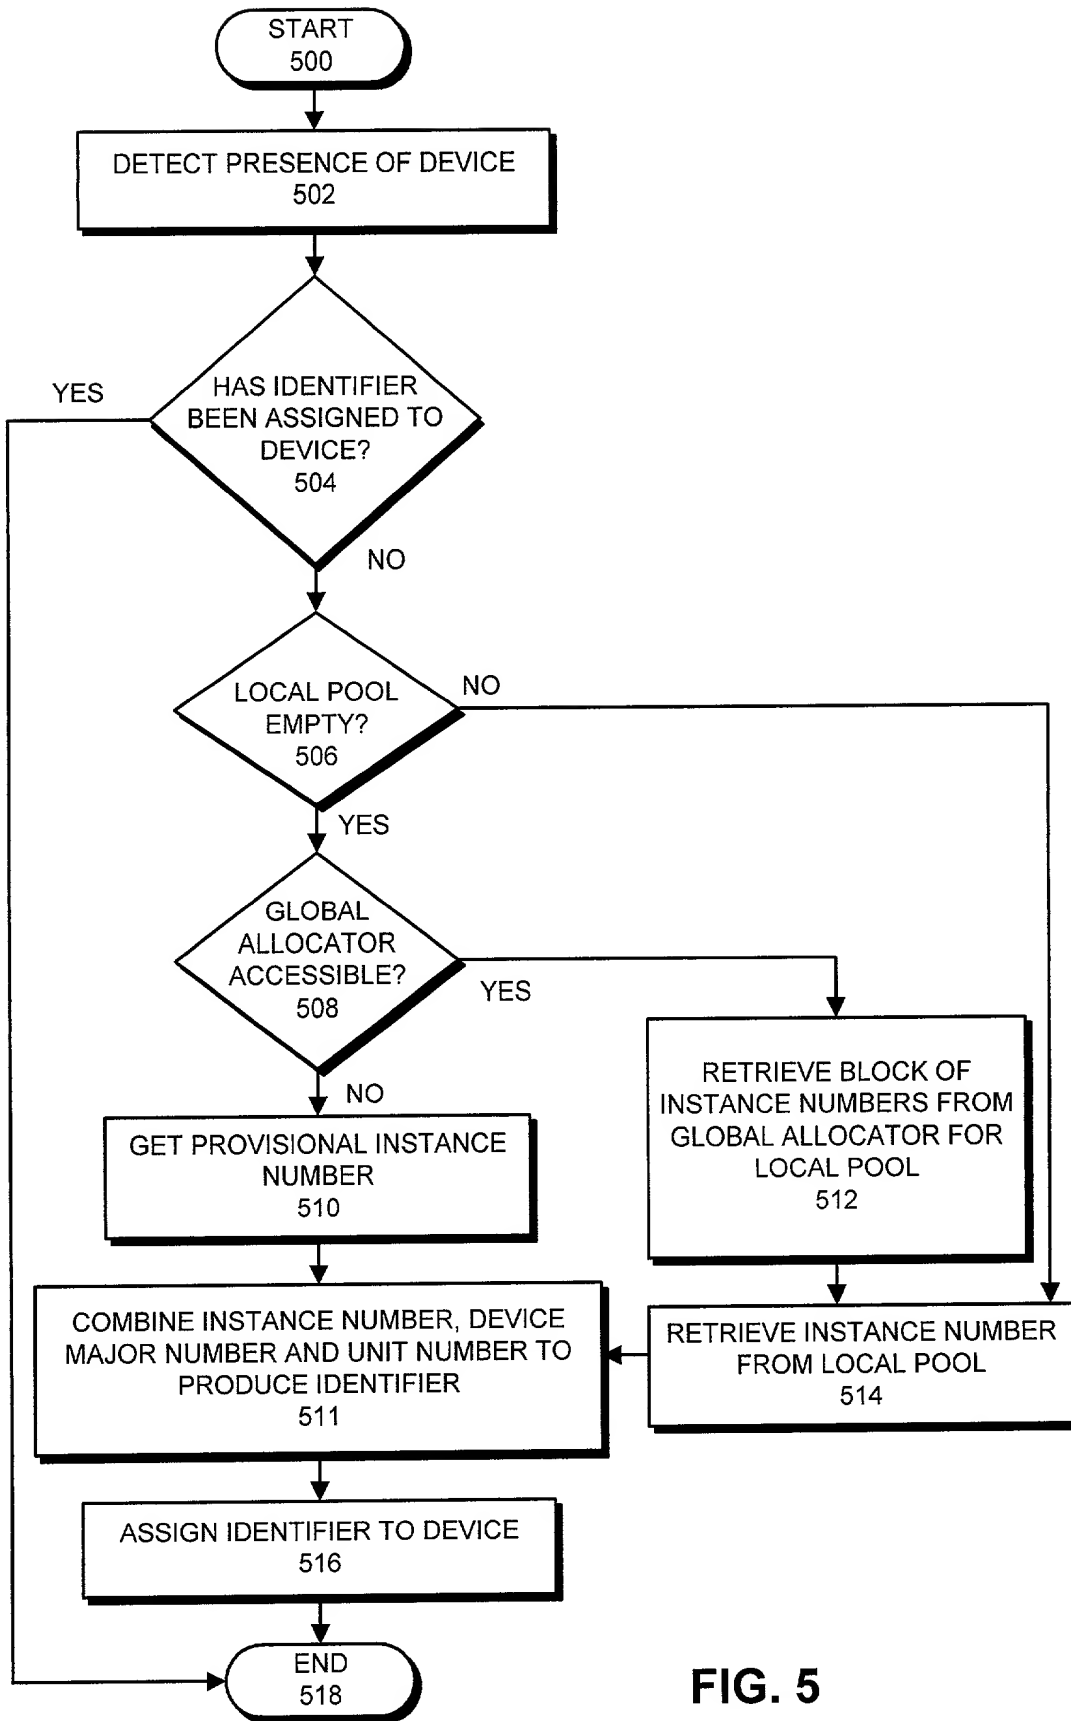 START
500
DETECT PRESENCE OF DEVICE
502
YES
HAS IDENTIFIER
BEEN ASSIGNED TO
DEVICE?
504
NO
LOCAL POOL
EMPTY?
506
NO
YES
GLOBAL
ALLOCATOR
ACCESSIBLE?
508
YES
NO
RETRIEVE BLOCK OF
INSTANCE NUMBERS FROM
GLOBAL ALLOCATOR FOR
LOCAL POOL
512
GET PROVISIONAL INSTANCE
NUMBER
510
COMBINE INSTANCE NUMBER, DEVICE
MAJOR NUMBER AND UNIT NUMBER TO
PRODUCE IDENTIFIER
511
RETRIEVE INSTANCE NUMBER
FROM LOCAL POOL
514
ASSIGN IDENTIFIER TO DEVICE
516
END
518
FIG. 5